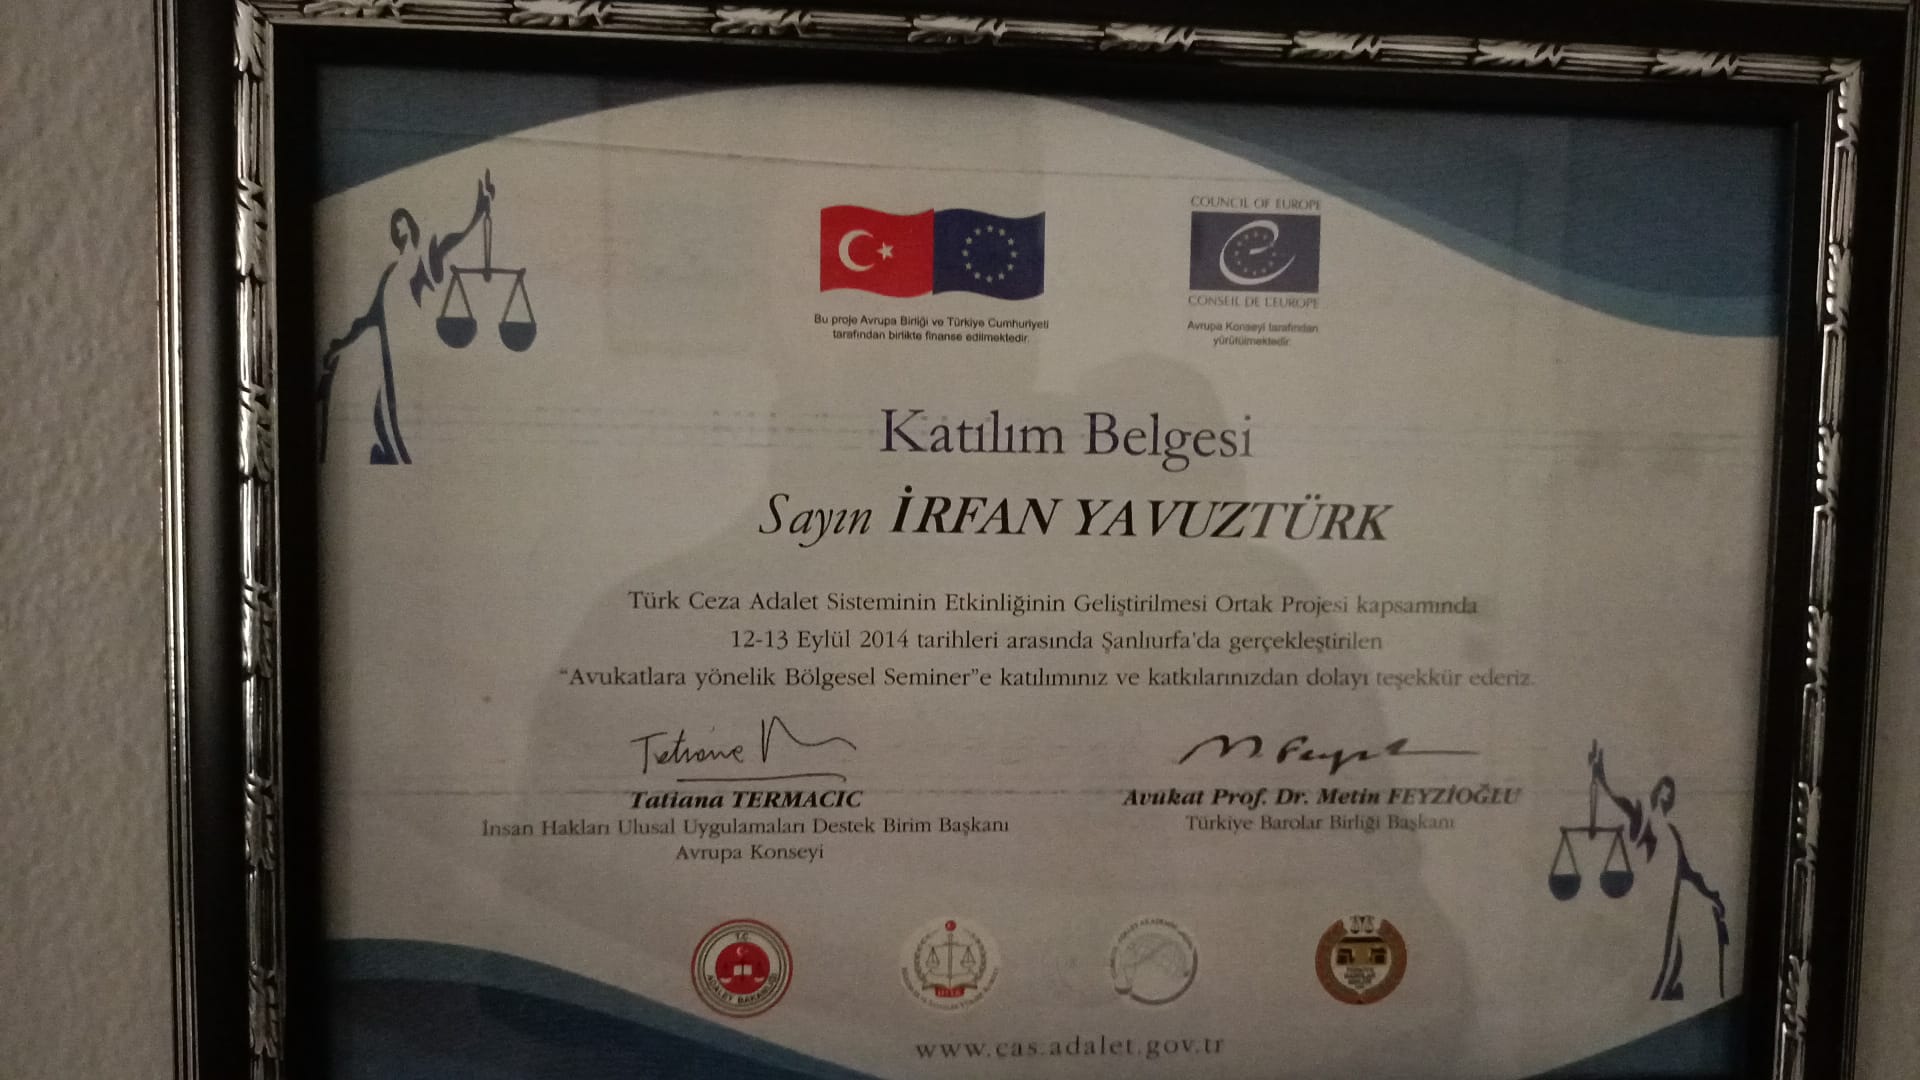 COUNCIL OF EUROPE
CONSEIL DE L'EUROPE
Bu proje Avrupa Birliği ve Türkiye Cumhuriyeti
tarafından birlikte finanse edilmektedir.
Avrupa Konseyi tarafından
yürütülmektedir.
Katılım Belgesi
Sayın İRFAN YAVUZTÜRK
Türk Ceza Adalet Sisteminin Etkinliğinin Geliştirilmesi Ortak Projesi kapsamında
12-13 Eylül 2014 tarihleri arasında Şanlıurfa'da gerçekleştirilen
“Avukatlara yönelik Bölgesel Seminer”e katılımınız ve katkılarınızdan dolayı teşekkür ederiz.
Tatiana TERMACIC
İnsan Hakları Ulusal Uygulamaları Destek Birim Başkanı
Avrupa Konseyi
Avukat Prof. Dr. Metin FEYZİOĞLU
Türkiye Barolar Birliği Başkanı
T.C.
ADALET BAKANLIĞI
www.cas.adalet.gov.tr